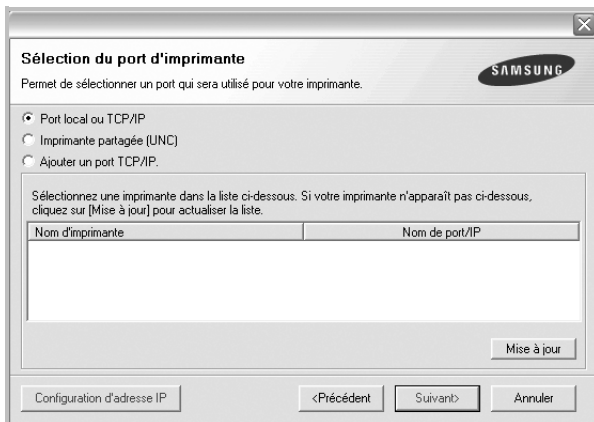 Sélection du port d'imprimante
Permet de sélectionner un port qui sera utilisé pour votre imprimante.
SAMSUNG
Port local ou TCP/IP
Imprimante partagée (UNC)
Ajouter un port TCP/IP.
Sélectionnez une imprimante dans la liste ci-dessous. Si votre imprimante n'apparaît pas ci-dessous,
cliquez sur [Mise à jour] pour actualiser la liste.
Nom d'imprimante Nom de port/IP
Mise à jour
Configuration d'adresse IP <Précédent Suivant> Annuler